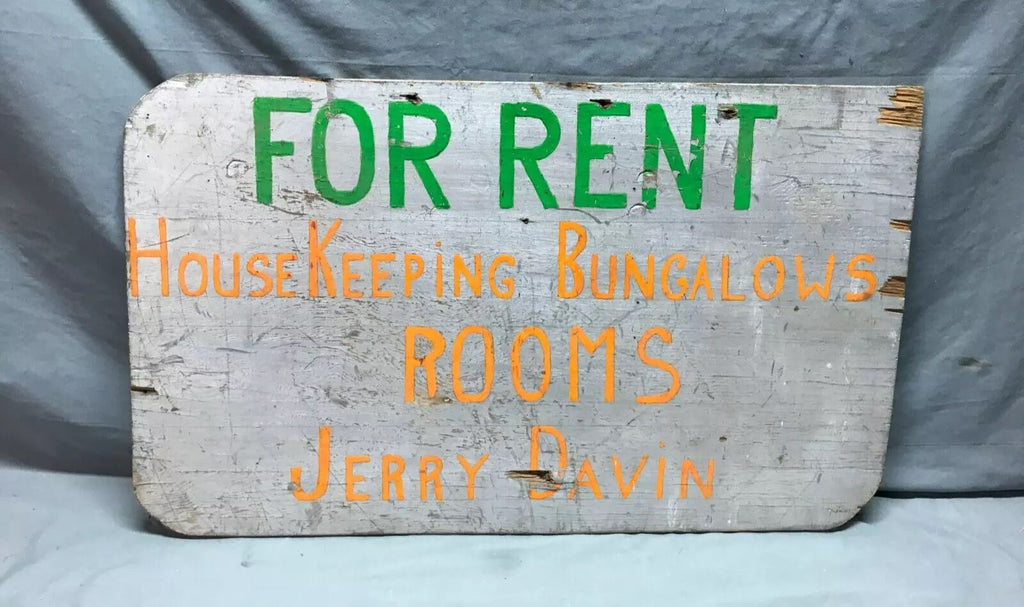 FOR RENT
HouseKeeping Bungalows
ROOMS
Jerry Davin